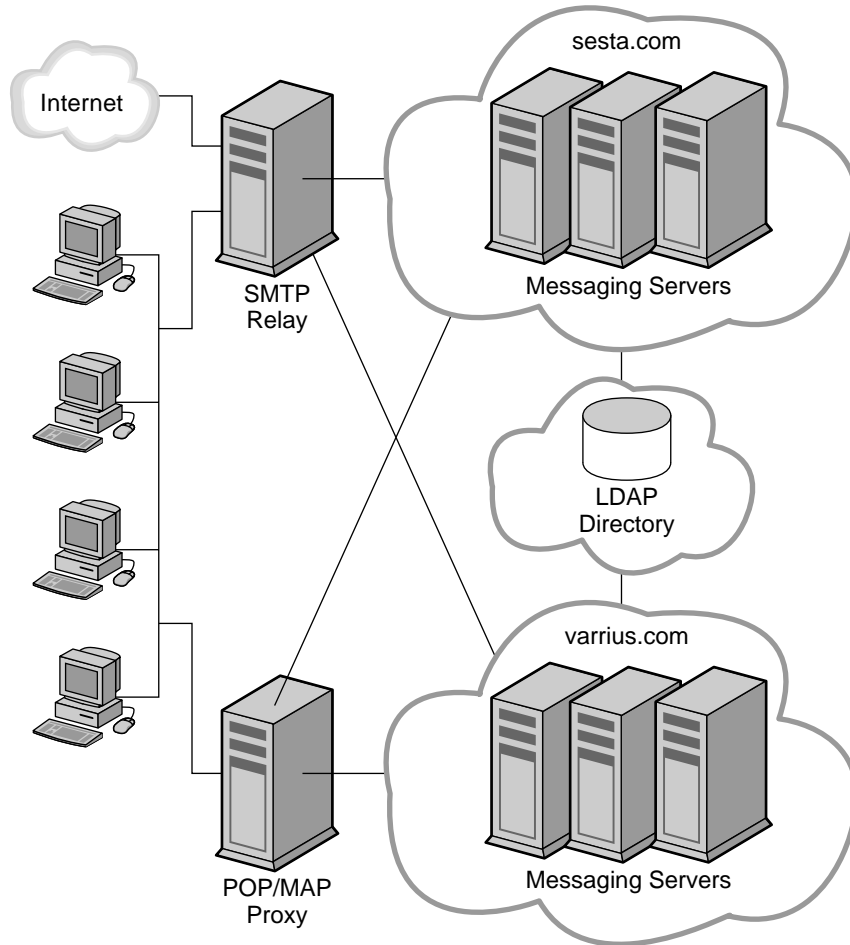 sesta.com
Internet
Messaging Servers
SMTP
Relay
LDAP
Directory
varrius.com
Messaging Servers
POP/MAP
Proxy